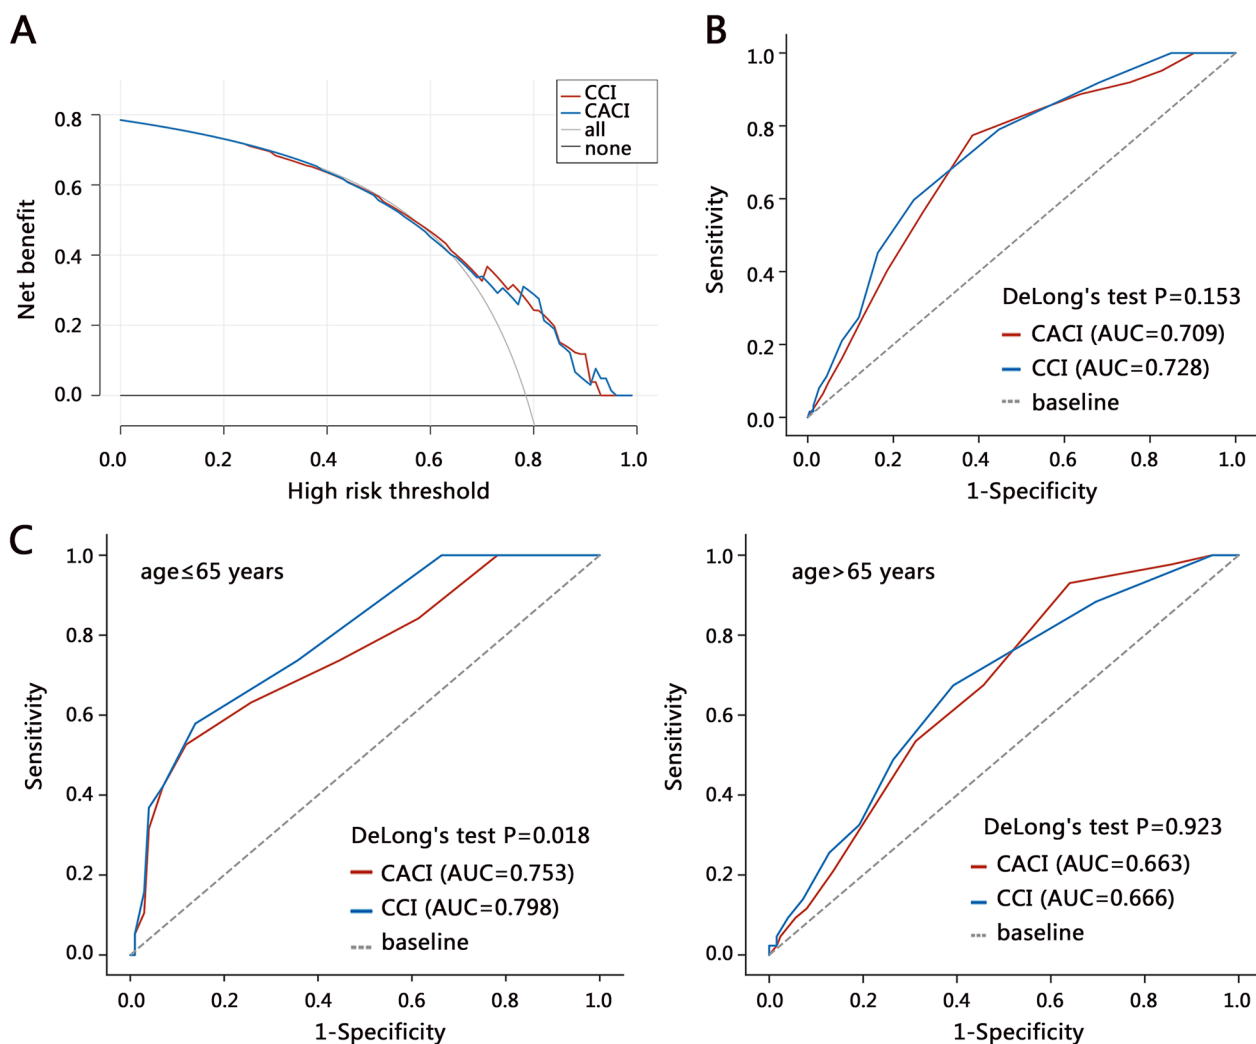 A
CCI
CACI
all
none
0.8
0.6
0.4
0.2
0.0
Net benefit
0.0 0.2 0.4 0.6 0.8 1.0
High risk threshold
B
1.0
0.8
0.6
0.4
0.2
0.0
Sensitivity
DeLong's test P=0.153
CACI (AUC=0.709)
CCI (AUC=0.728)
baseline
0.0 0.2 0.4 0.6 0.8 1.0
1-Specificity
C
age≤65 years
1.0
0.8
0.6
0.4
0.2
0.0
Sensitivity
DeLong's test P=0.018
CACI (AUC=0.753)
CCI (AUC=0.798)
baseline
0.0 0.2 0.4 0.6 0.8 1.0
1-Specificity
age>65 years
1.0
0.8
0.6
0.4
0.2
0.0
Sensitivity
DeLong's test P=0.923
CACI (AUC=0.663)
CCI (AUC=0.666)
baseline
0.0 0.2 0.4 0.6 0.8 1.0
1-Specificity